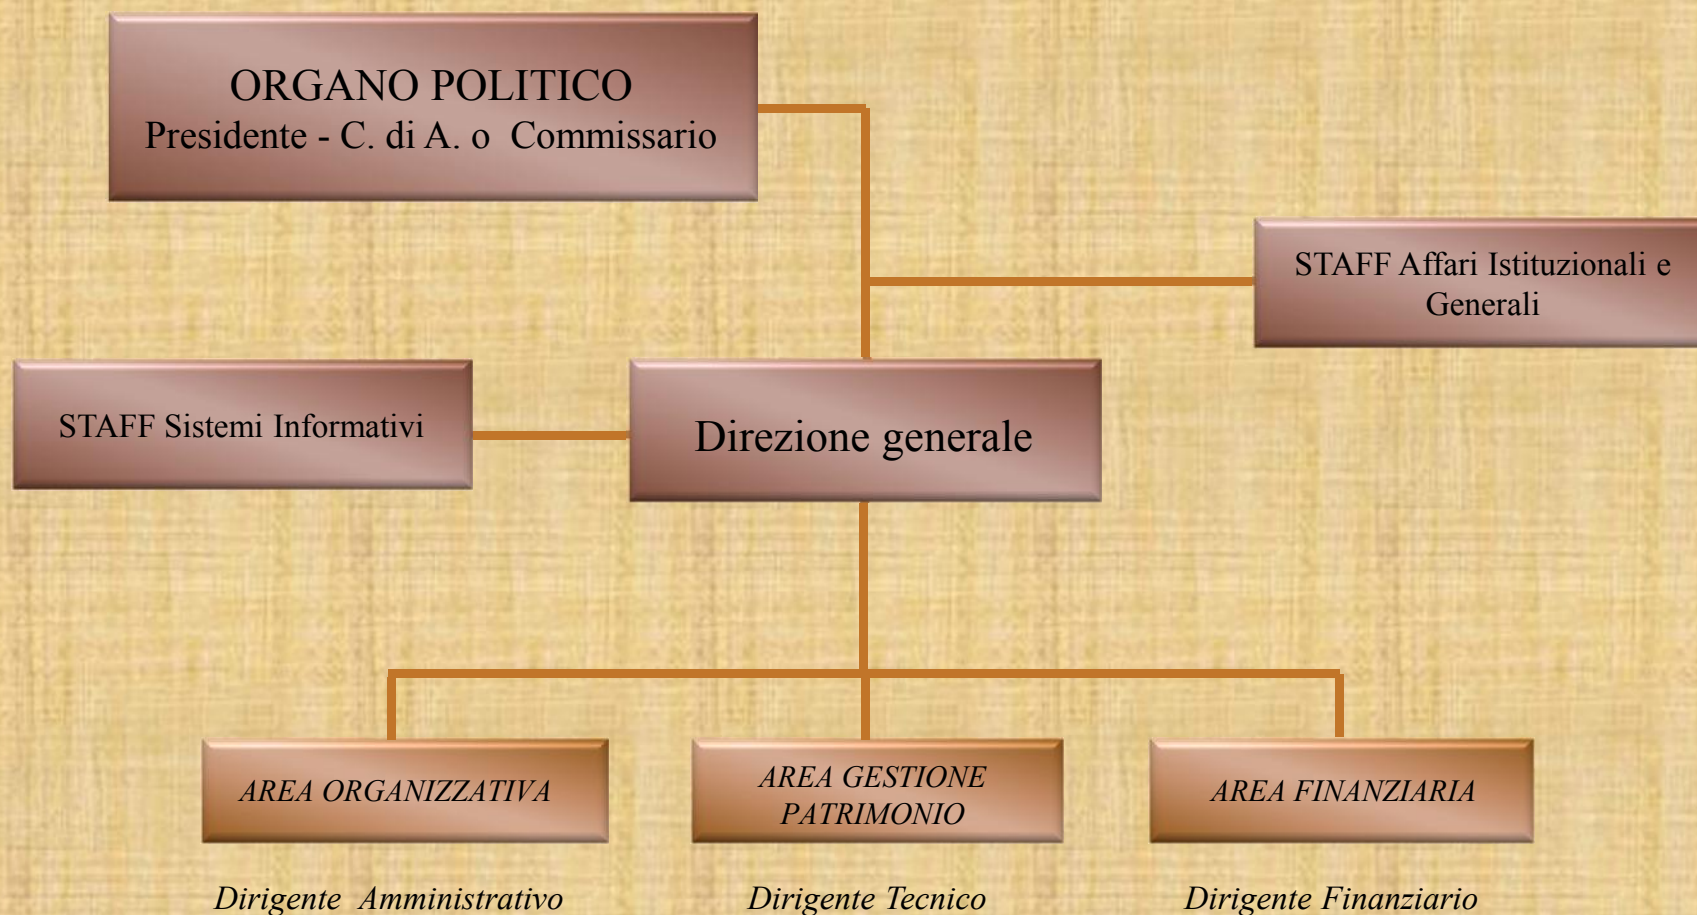 ORGANO POLITICO
Presidente - C. di A. o Commissario
STAFF Affari Istituzionali e
Generali
STAFF Sistemi Informativi
Direzione generale
AREA ORGANIZZATIVA
AREA GESTIONE
PATRIMONIO
AREA FINANZIARIA
Dirigente Amministrativo
Dirigente Tecnico
Dirigente Finanziario